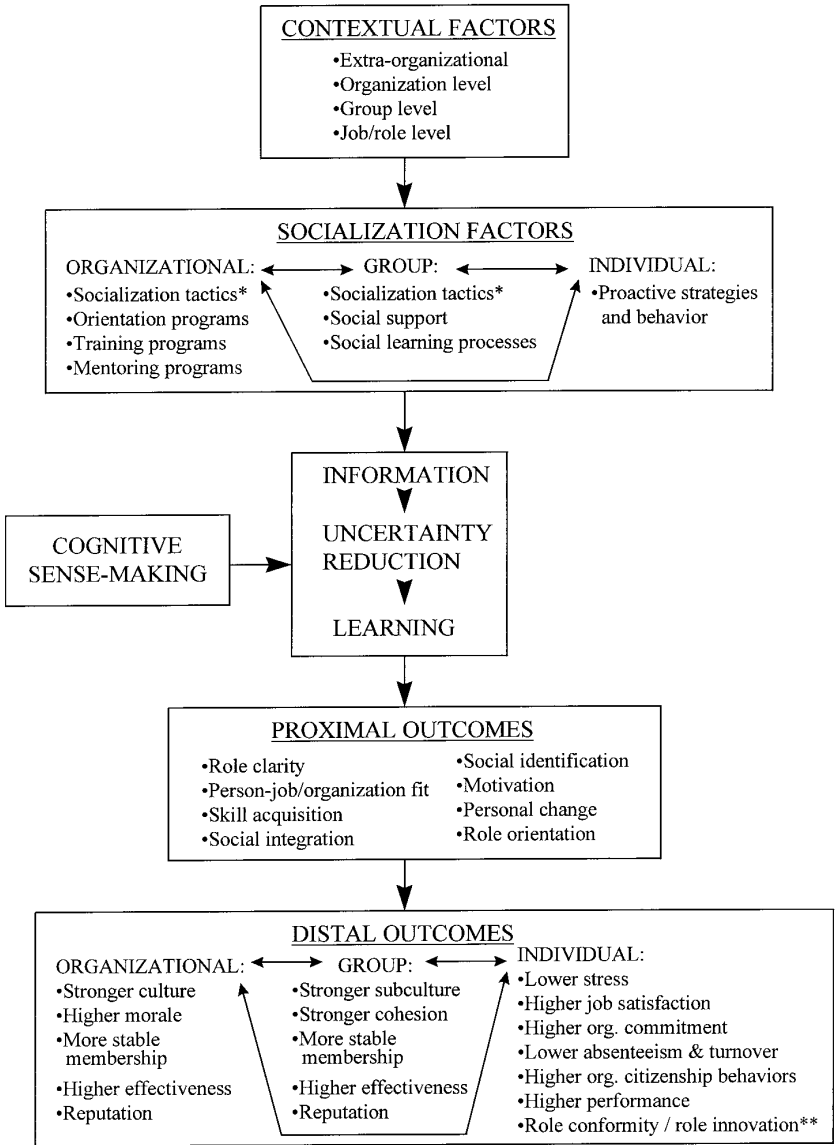 CONTEXTUAL FACTORS
•Extra-organizational
•Organization level
•Group level
•Job/role level
SOCIALIZATION FACTORS
ORGANIZATIONAL:
•Socialization tactics*
•Orientation programs
•Training programs
•Mentoring programs
GROUP:
•Socialization tactics*
•Social support
•Social learning processes
INDIVIDUAL:
•Proactive strategies
and behavior
INFORMATION
UNCERTAINTY
REDUCTION
LEARNING
COGNITIVE
SENSE-MAKING
PROXIMAL OUTCOMES
•Role clarity
•Person-job/organization fit
•Skill acquisition
•Social integration
•Social identification
•Motivation
•Personal change
•Role orientation
DISTAL OUTCOMES
ORGANIZATIONAL:
•Stronger culture
•Higher morale
•More stable
membership
•Higher effectiveness
•Reputation
GROUP:
•Stronger subculture
•Stronger cohesion
•More stable
membership
•Higher effectiveness
•Reputation
INDIVIDUAL:
•Lower stress
•Higher job satisfaction
•Higher org. commitment
•Lower absenteeism & turnover
•Higher org. citizenship behaviors
•Higher performance
•Role conformity / role innovation**